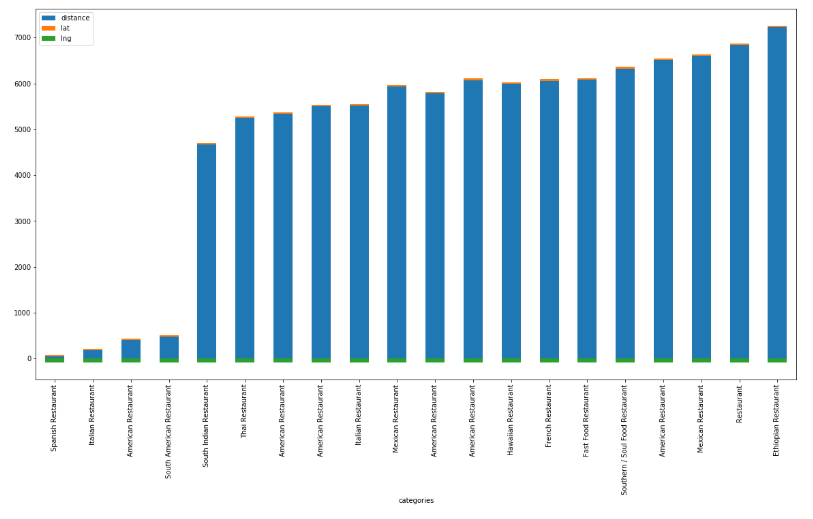 distance
lat
lng
7000
6000
5000
4000
3000
2000
1000
0
Spanish Restaurant
Italian Restaurant
American Restaurant
South American Restaurant
South Indian Restaurant
Thai Restaurant
American Restaurant
American Restaurant
Italian Restaurant
Mexican Restaurant
American Restaurant
American Restaurant
Hawaiian Restaurant
French Restaurant
Fast Food Restaurant
Southern / Soul Food Restaurant
American Restaurant
Mexican Restaurant
Restaurant
Ethiopian Restaurant
categories